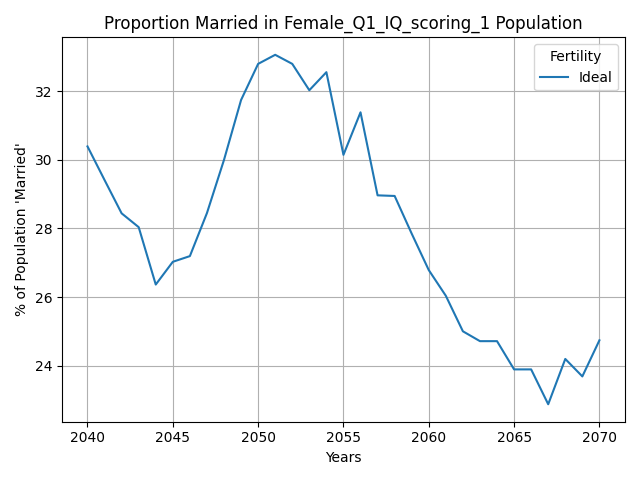 Proportion Married in Female_Q1_IQ_scoring_1 Population
Fertility
Ideal
% of Population 'Married'
32
30
28
26
24
2040 2045 2050 2055 2060 2065 2070
Years